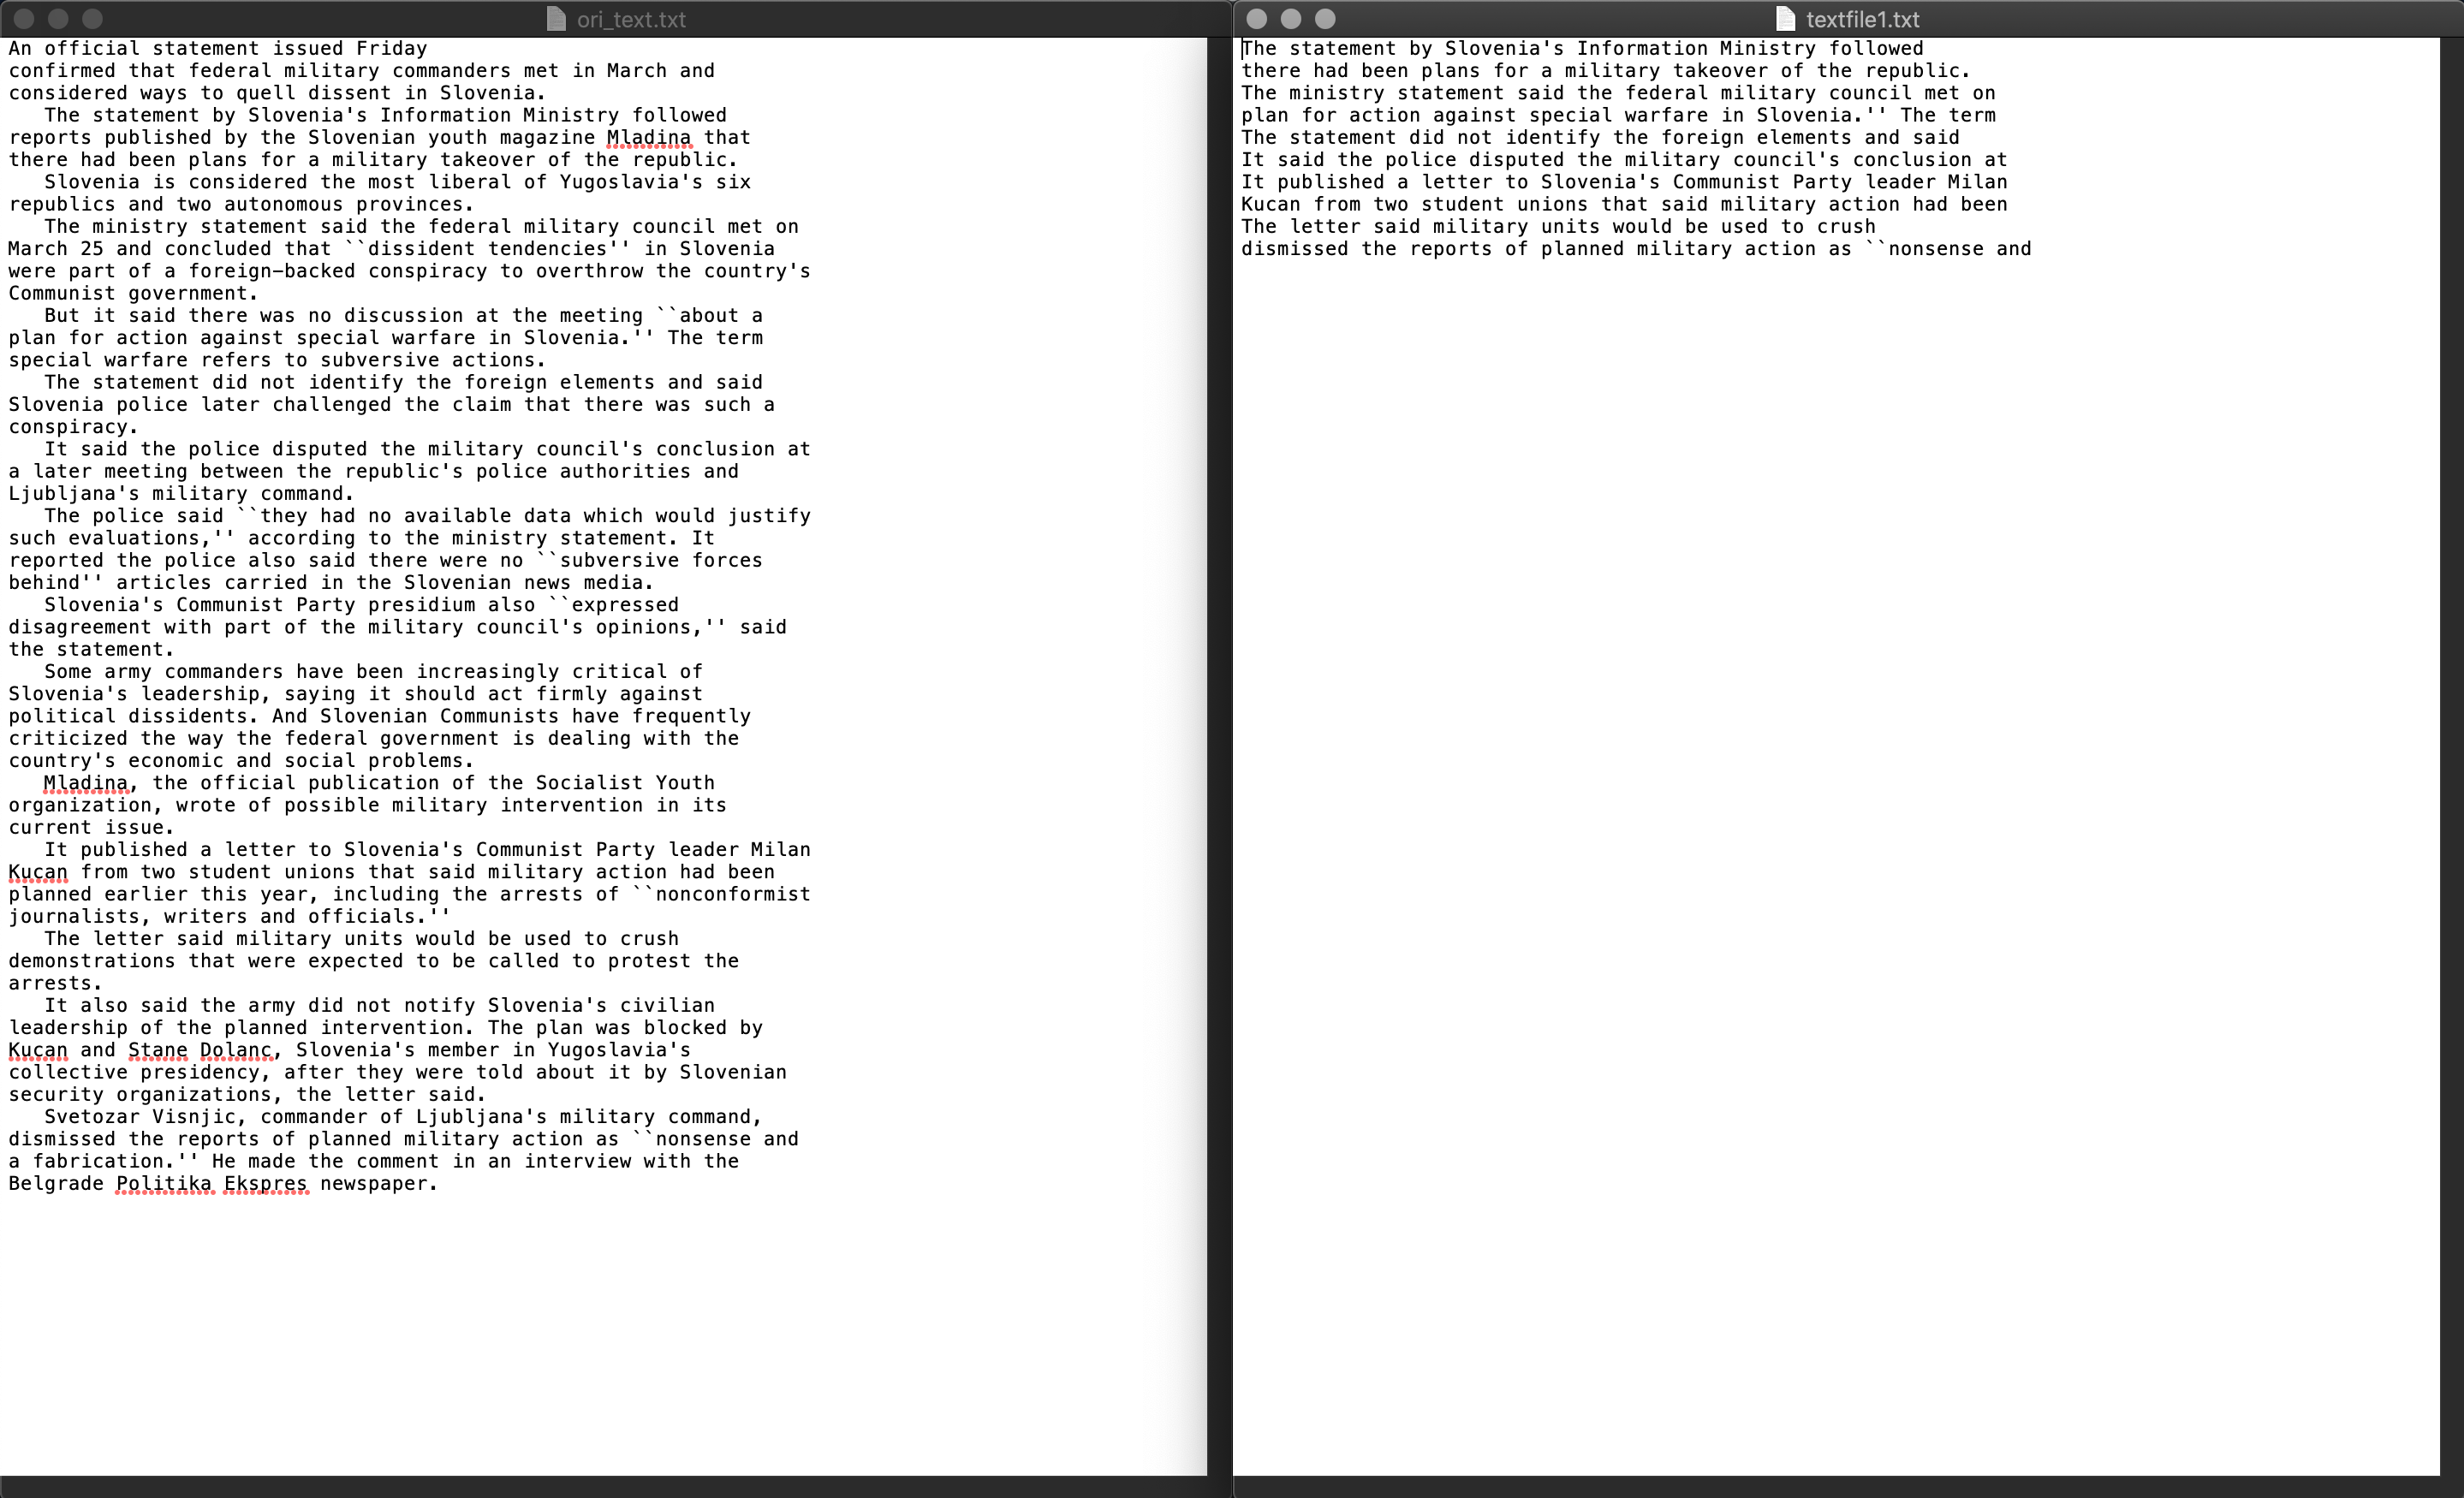 ori_text.txt
An official statement issued Friday
confirmed that federal military commanders met in March and
considered ways to quell dissent in Slovenia.
   The statement by Slovenia's Information Ministry followed
reports published by the Slovenian youth magazine Mladina that
there had been plans for a military takeover of the republic.
   Slovenia is considered the most liberal of Yugoslavia's six
republics and two autonomous provinces.
   The ministry statement said the federal military council met on
March 25 and concluded that ``dissident tendencies'' in Slovenia
were part of a foreign-backed conspiracy to overthrow the country's
Communist government.
   But it said there was no discussion at the meeting ``about a
plan for action against special warfare in Slovenia.'' The term
special warfare refers to subversive actions.
   The statement did not identify the foreign elements and said
Slovenia police later challenged the claim that there was such a
conspiracy.
   It said the police disputed the military council's conclusion at
a later meeting between the republic's police authorities and
Ljubljana's military command.
   The police said ``they had no available data which would justify
such evaluations,'' according to the ministry statement. It
reported the police also said there were no ``subversive forces
behind'' articles carried in the Slovenian news media.
   Slovenia's Communist Party presidium also ``expressed
disagreement with part of the military council's opinions,'' said
the statement.
   Some army commanders have been increasingly critical of
Slovenia's leadership, saying it should act firmly against
political dissidents. And Slovenian Communists have frequently
criticized the way the federal government is dealing with the
country's economic and social problems.
   Mladina, the official publication of the Socialist Youth
organization, wrote of possible military intervention in its
current issue.
   It published a letter to Slovenia's Communist Party leader Milan
Kucan from two student unions that said military action had been
planned earlier this year, including the arrests of ``nonconformist
journalists, writers and officials.''
   The letter said military units would be used to crush
demonstrations that were expected to be called to protest the
arrests.
   It also said the army did not notify Slovenia's civilian
leadership of the planned intervention. The plan was blocked by
Kucan and Stane Dolanc, Slovenia's member in Yugoslavia's
collective presidency, after they were told about it by Slovenian
security organizations, the letter said.
   Svetozar Visnjic, commander of Ljubljana's military command,
dismissed the reports of planned military action as ``nonsense and
a fabrication.'' He made the comment in an interview with the
Belgrade Politika Ekspres newspaper.
textfile1.txt
The statement by Slovenia's Information Ministry followed
there had been plans for a military takeover of the republic.
The ministry statement said the federal military council met on
plan for action against special warfare in Slovenia.'' The term
The statement did not identify the foreign elements and said
It said the police disputed the military council's conclusion at
It published a letter to Slovenia's Communist Party leader Milan
Kucan from two student unions that said military action had been
The letter said military units would be used to crush
dismissed the reports of planned military action as ``nonsense and